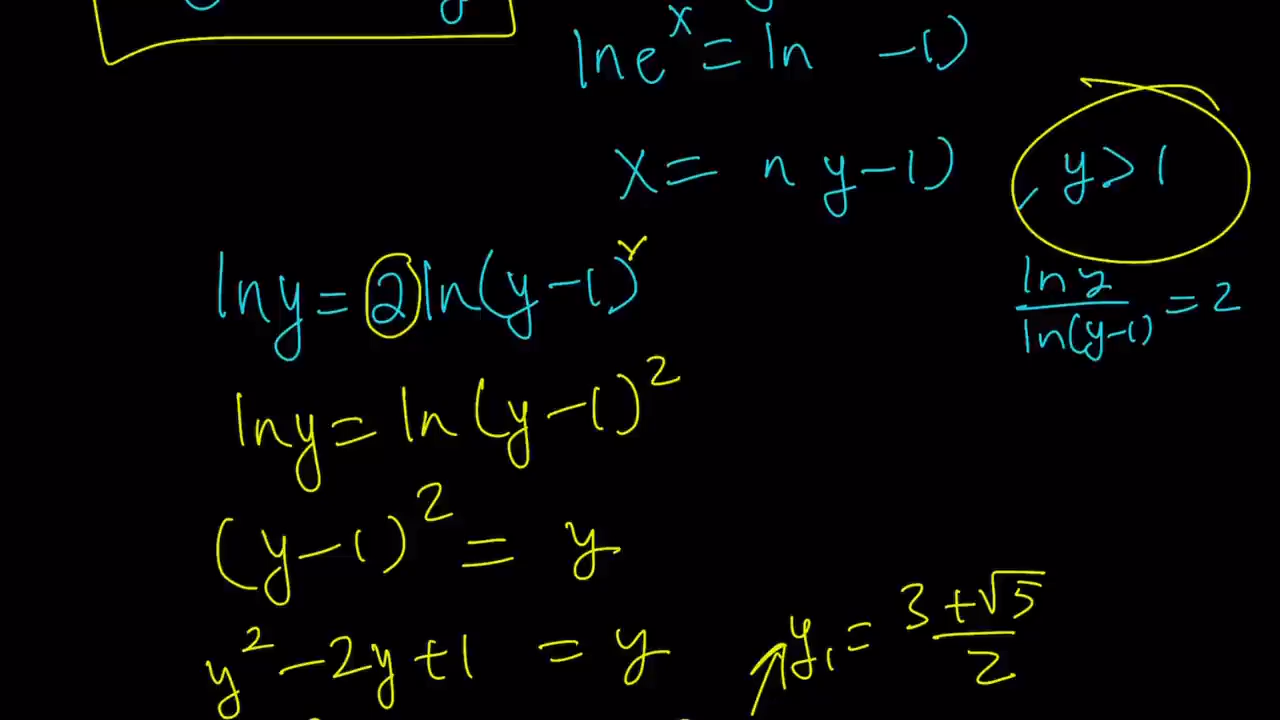 ln e^x = ln -1)
x = n y-1)
y > 1
ln y = 2 ln(y-1)
ln y / ln(y-1) = 2
ln y = ln (y-1)^2
(y-1)^2 = y
y^2 - 2y + 1 = y
y_1 = (3 + √5) / 2